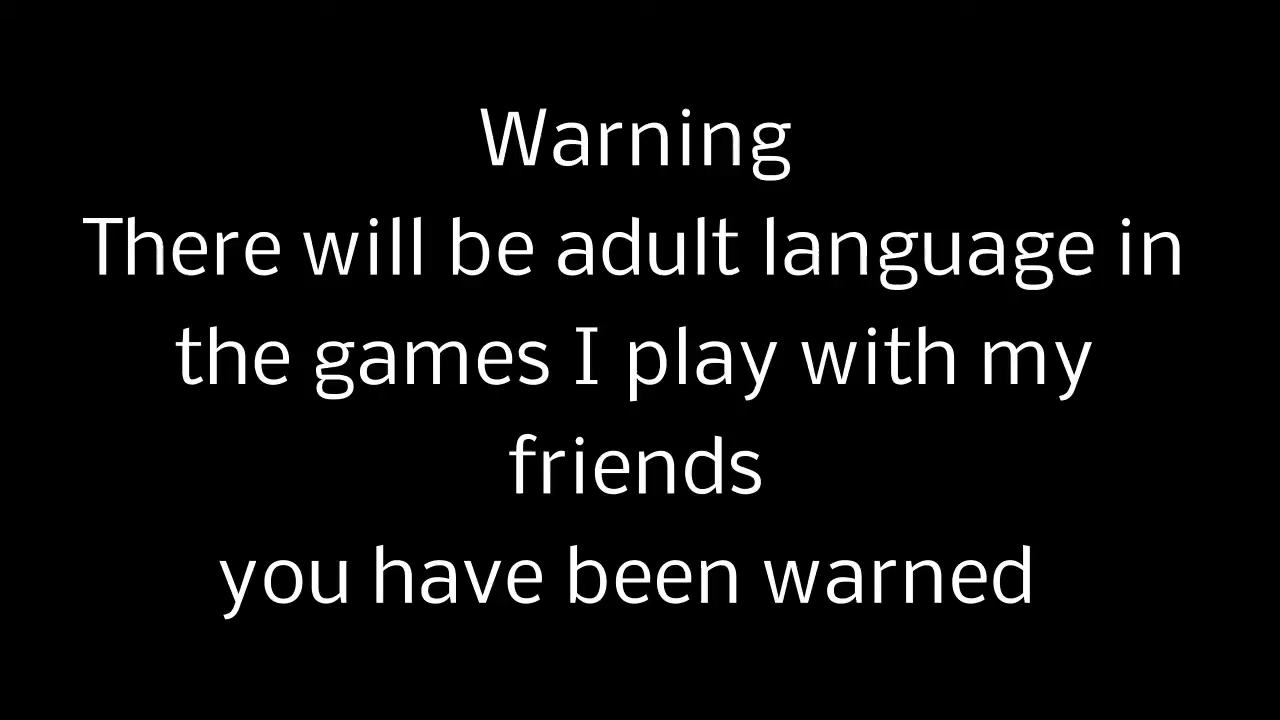 Warning
There will be adult language in
the games I play with my
friends
you have been warned